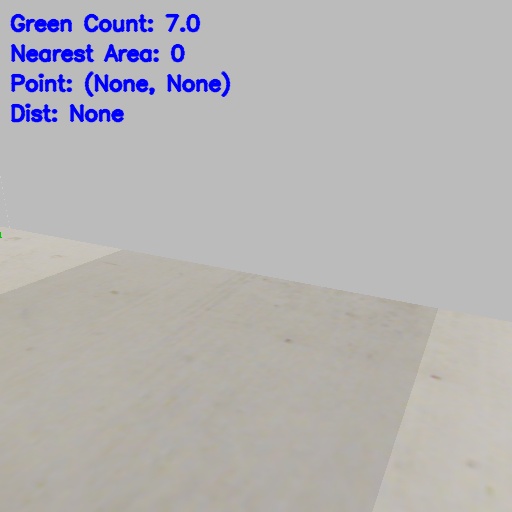 Green Count: 7.0
Nearest Area: 0
Point: (None, None)
Dist: None